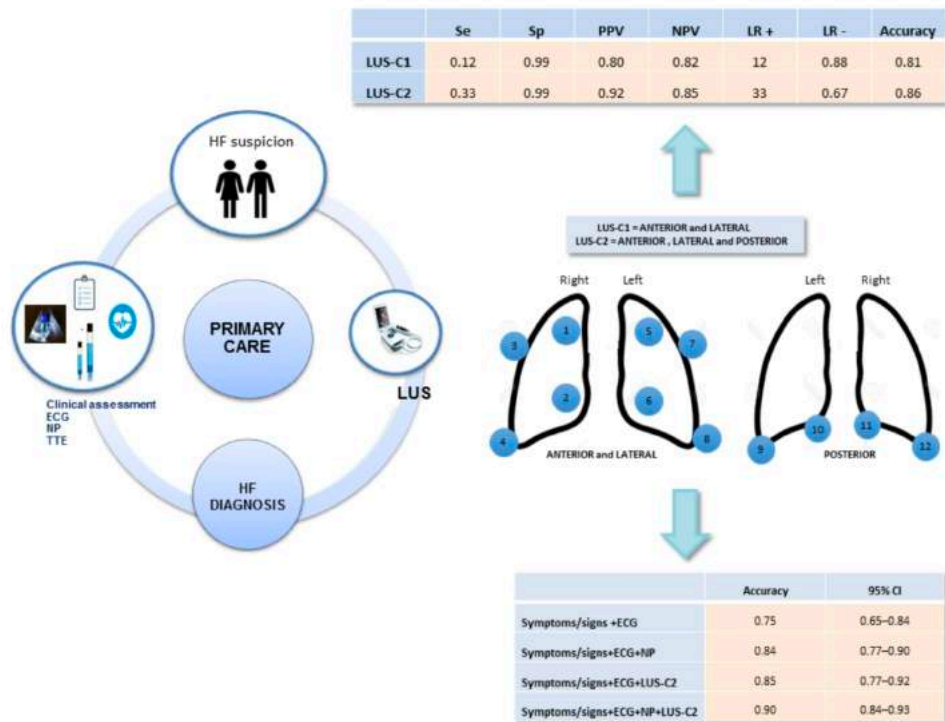 Se Sp PPV NPV LR + LR - Accuracy
LUS-C1 0.12 0.99 0.80 0.82 12 0.88 0.81
LUS-C2 0.33 0.99 0.92 0.85 33 0.67 0.86
HF suspicion
PRIMARY
CARE
LUS
Clinical assessment
ECG
NP
TTE
HF
DIAGNOSIS
LUS-C1 = ANTERIOR and LATERAL
LUS-C2 = ANTERIOR , LATERAL and POSTERIOR
Right Left Left Right
1 5
3 7
2 6
4 8
10 11
9 12
ANTERIOR and LATERAL POSTERIOR
Accuracy 95% CI
Symptoms/signs +ECG 0.75 0.65–0.84
Symptoms/signs+ECG+NP 0.84 0.77–0.90
Symptoms/signs+ECG+LUS-C2 0.85 0.77–0.92
Symptoms/signs+ECG+NP+LUS-C2 0.90 0.84–0.93